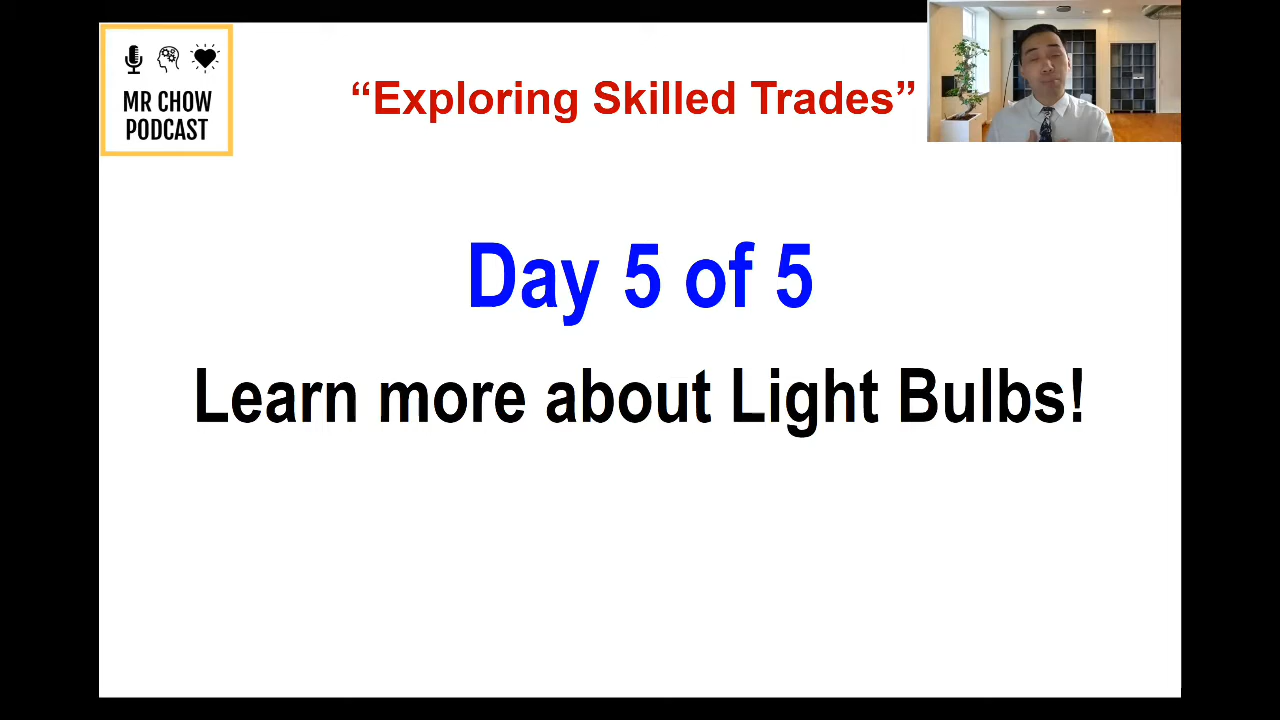 MR CHOW
PODCAST
“Exploring Skilled Trades”
Day 5 of 5
Learn more about Light Bulbs!